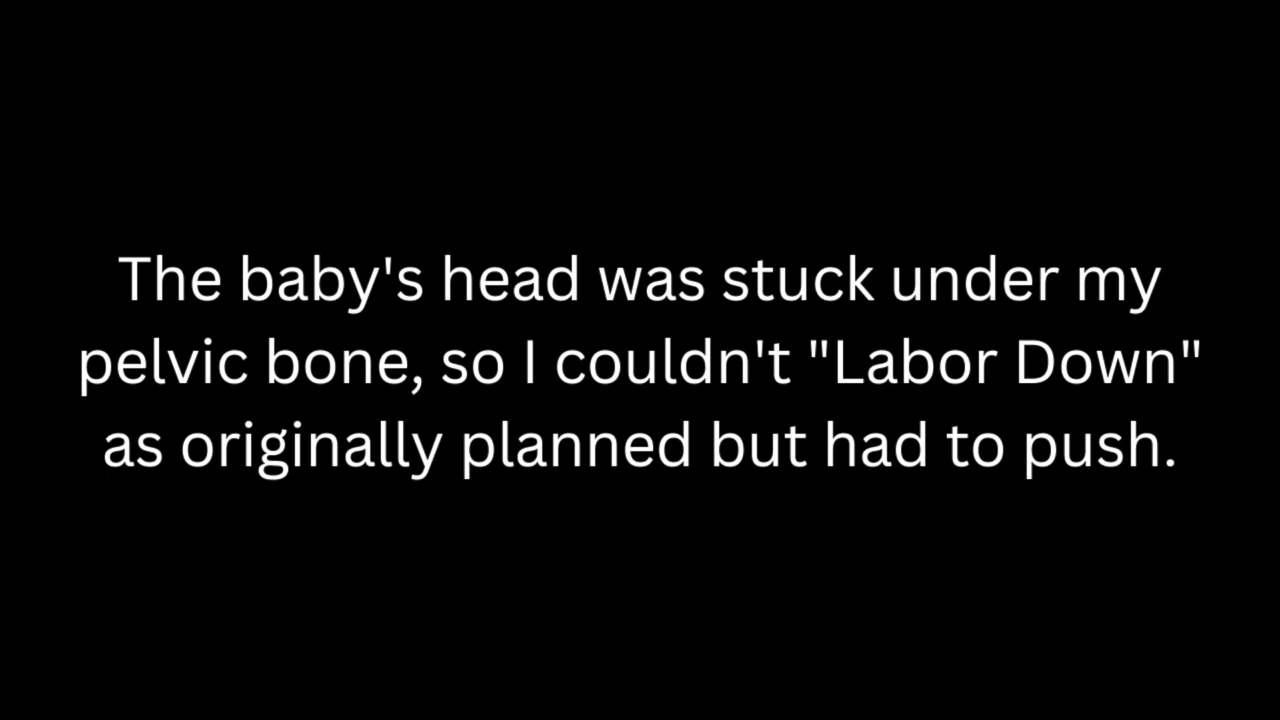 The baby's head was stuck under my
pelvic bone, so I couldn't "Labor Down"
as originally planned but had to push.